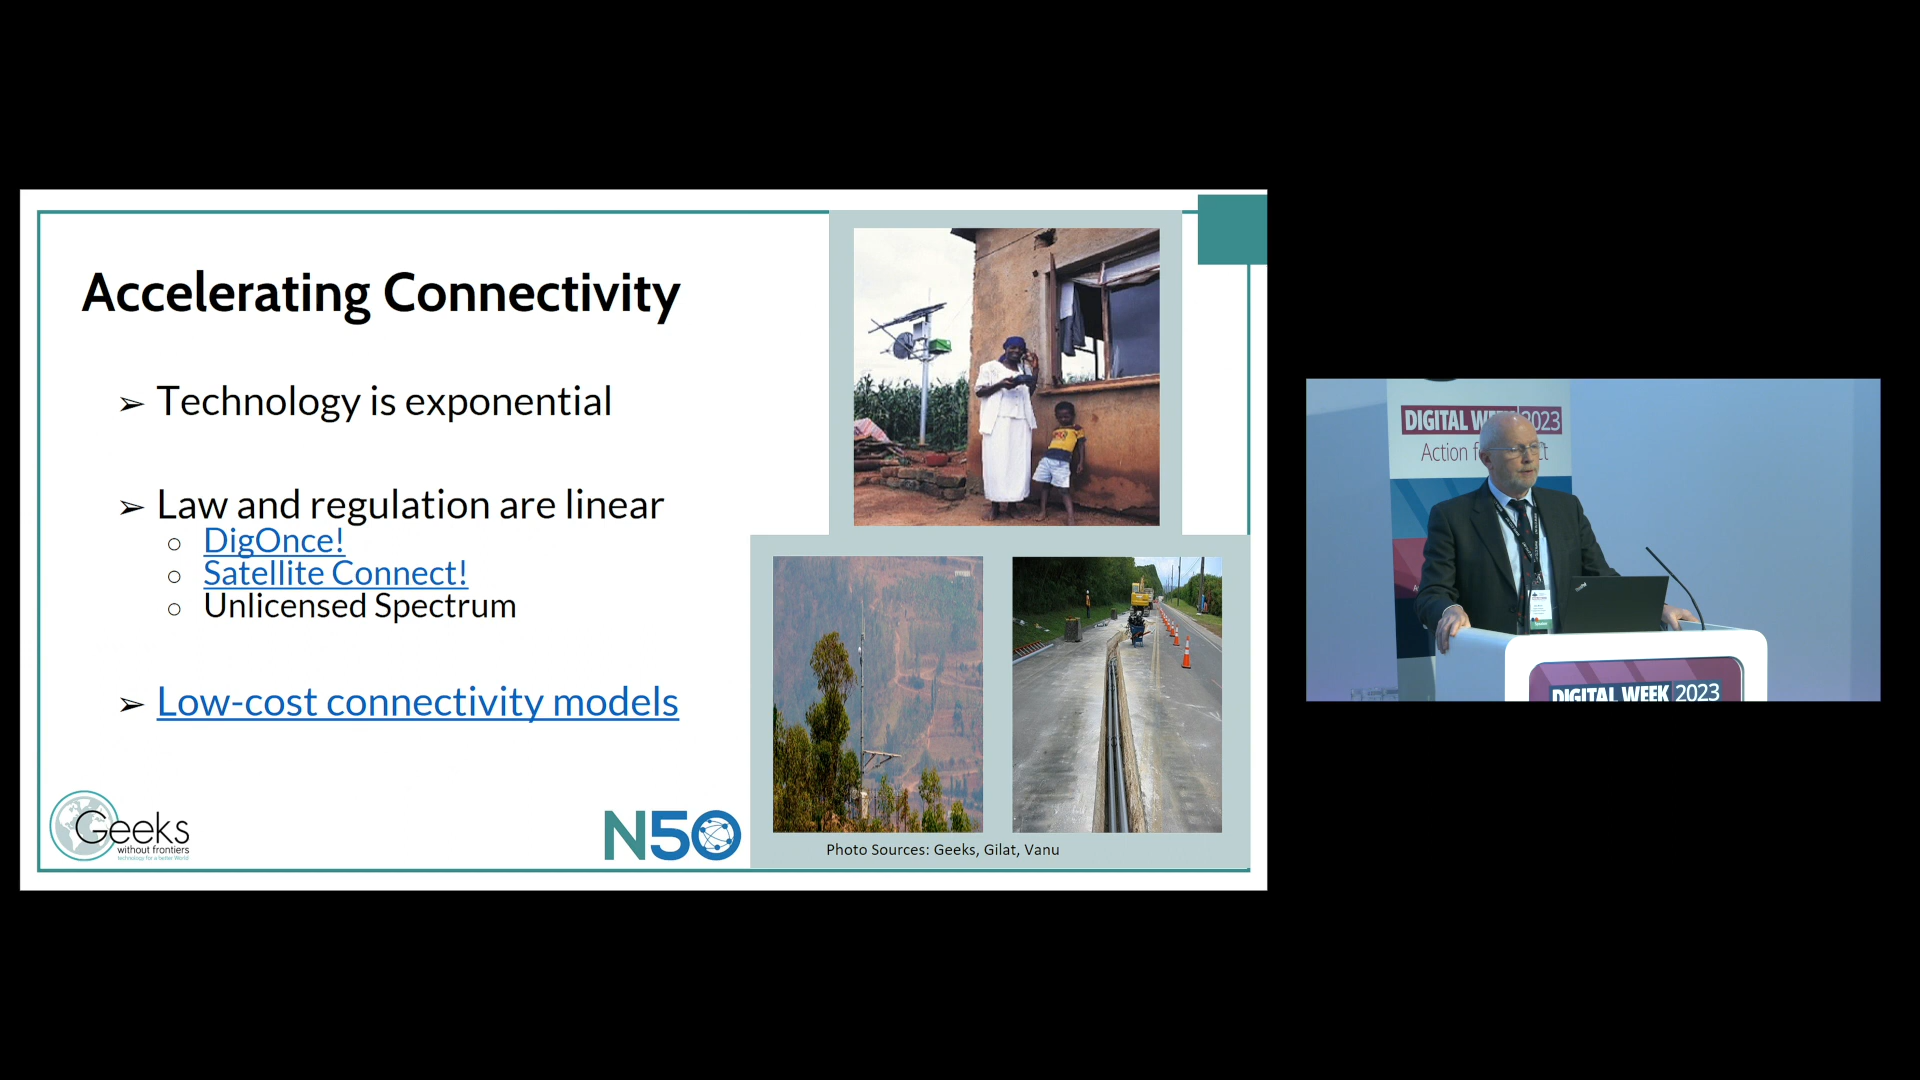 Accelerating Connectivity
➢ Technology is exponential
➢ Law and regulation are linear
○ DigOnce!
○ Satellite Connect!
○ Unlicensed Spectrum
➢ Low-cost connectivity models
Geeks
without frontiers
technology for a better World
N50
Photo Sources: Geeks, Gilat, Vanu
DIGITAL 2023
Action
DIGITAL WEEK 2023